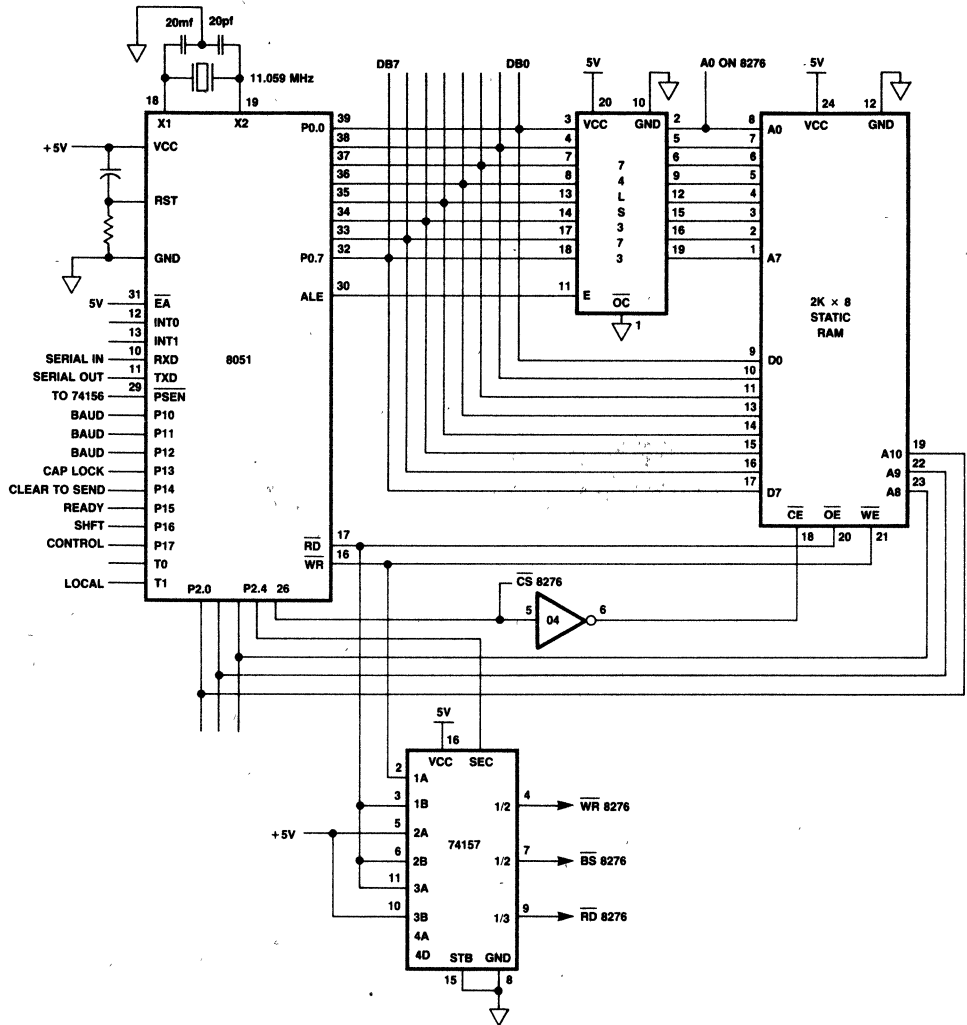 20mf 20pf
11.059 MHz
18 19
X1 X2
+5V VCC
RST
GND
5V 31 EA
12 INT0
13 INT1
SERIAL IN 10 RXD
SERIAL OUT 11 TXD
TO 74156 29 PSEN
BAUD P10
BAUD P11
BAUD P12
CAP LOCK P13
CLEAR TO SEND P14
READY P15
SHFT P16
CONTROL P17
T0
LOCAL T1
8051
P0.0 39
38
37
36
35
34
33
P0.7 32
ALE 30
RD 17
WR 16
P2.0 P2.4 26
DB7 DB0
5V
20 10
VCC GND
3 2
4 5
7 6
8 9
13 12
14 15
17 16
18 19
74LS373
11 E
OC
1
A0 ON 8276
5V
24 12
VCC GND
8 A0
7
6
5
4
3
2
1 A7
2K × 8
STATIC
RAM
9 D0
10
11
13
14
15
16
17 D7
A10 19
A9 22
A8 23
CE OE WE
18 20 21
CS 8276
5 04 6
5V
16
VCC SEC
2 1A
3 1B
+5V 5 2A
6 2B
11 3A
10 3B
4A
4D
74157
1/2 4 WR 8276
1/2 7 BS 8276
1/3 9 RD 8276
STB GND
15 8